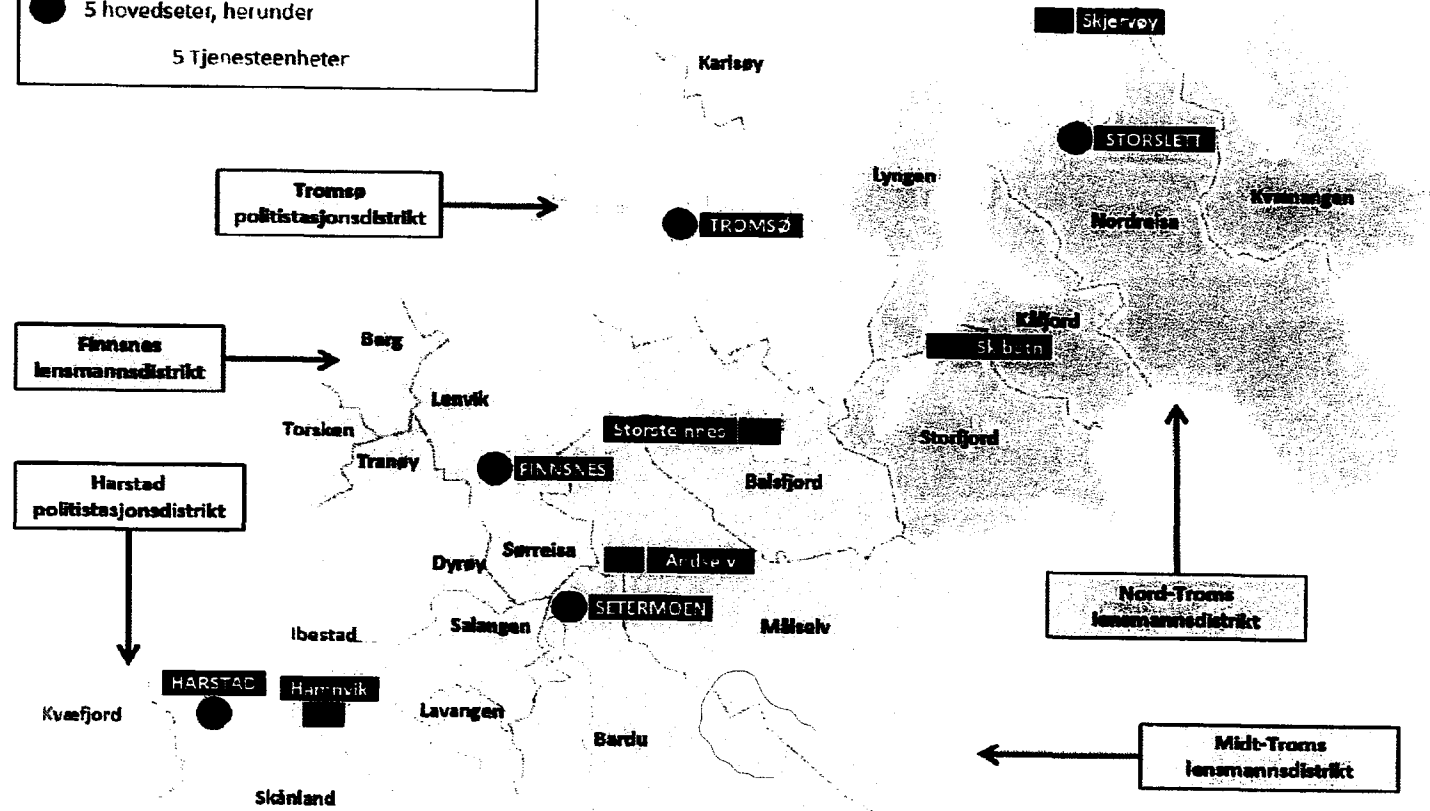 5 hovedseter, herunder
5 Tjenesteenheter
Skjervøy
Karlsøy
STORSLETT
Lyngen
Tromsø
politistasjonsdistrikt
Kvænangen
Nordreisa
TROMSØ
Kåfjord
Berg
Finnsnes
lensmannsdistrikt
Skibotn
Lenvik
Torsken
Storsteinnes
Storfjord
Tranøy
FINNSNES
Balsfjord
Harstad
politistasjonsdistrikt
Sørreisa
Dyrøy
Andselv
SETERMOEN
Nord-Troms
lensmannsdistrikt
Salangen
Målselv
Ibestad
HARSTAD
Hamnvik
Kvæfjord
Lavangen
Bardu
Midt-Troms
lensmannsdistrikt
Skånland